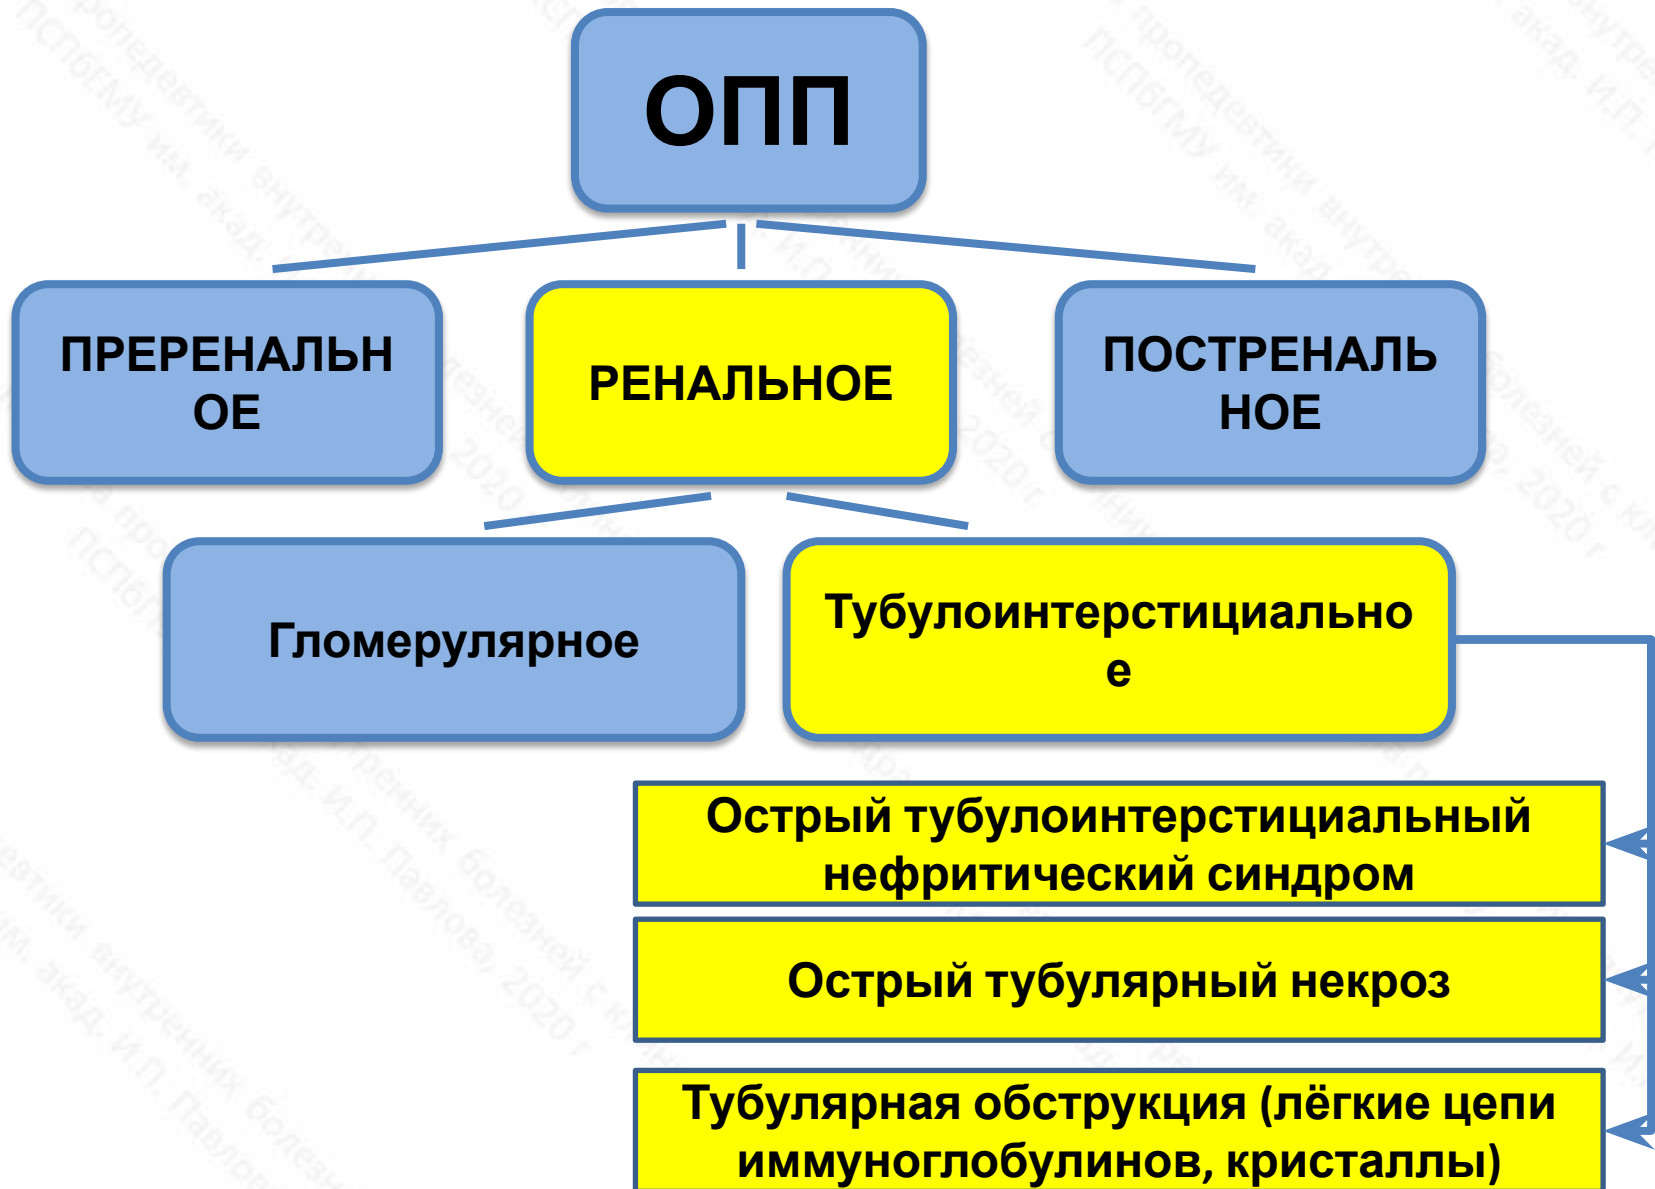 ОПП
ПРЕРЕНАЛЬН
ОЕ
РЕНАЛЬНОЕ
ПОСТРЕНАЛЬ
НОЕ
Гломерулярное
Тубулоинтерстициально
е
Острый тубулоинтерстициальный
нефритический синдром
Острый тубулярный некроз
Тубулярная обструкция (лёгкие цепи
иммуноглобулинов, кристаллы)